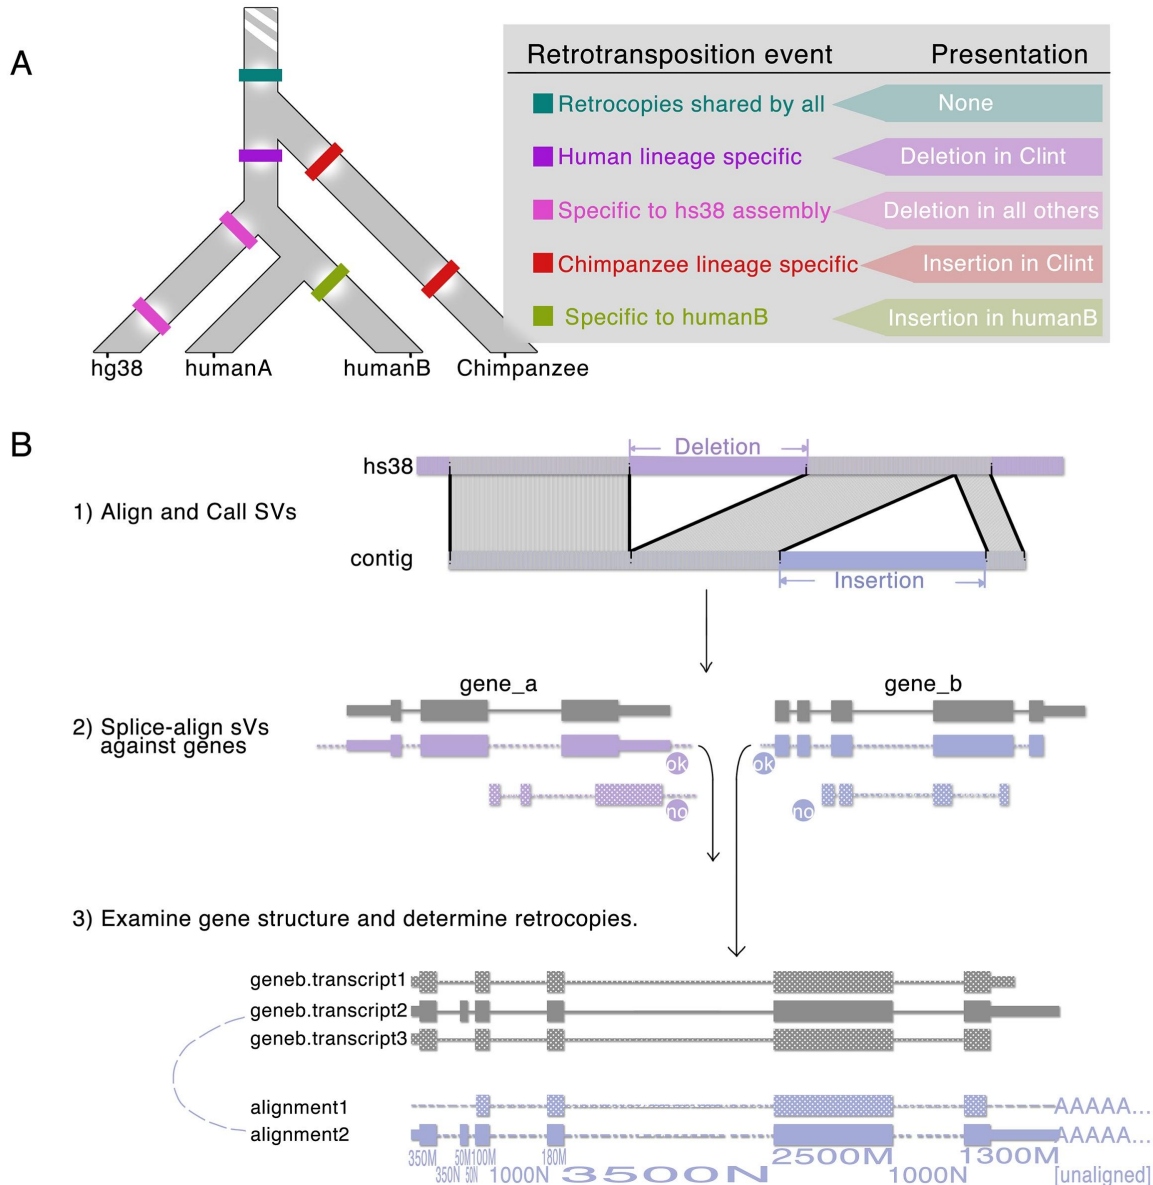 A
Retrotransposition event Presentation
Retrocopies shared by all None
Human lineage specific Deletion in Clint
Specific to hs38 assembly Deletion in all others
Chimpanzee lineage specific Insertion in Clint
Specific to humanB Insertion in humanB
hg38 humanA humanB Chimpanzee
B
Deletion
hs38
1) Align and Call SVs
contig
Insertion
gene_a gene_b
2) Splice-align sVs
against genes
ok ok
no no
3) Examine gene structure and determine retrocopies.
geneb.transcript1
geneb.transcript2
geneb.transcript3
alignment1 AAAAA...
alignment2 AAAAA...
350M 50M 100M 180M 2500M 1300M
350N 50N 1000N 3500N 1000N [unaligned]